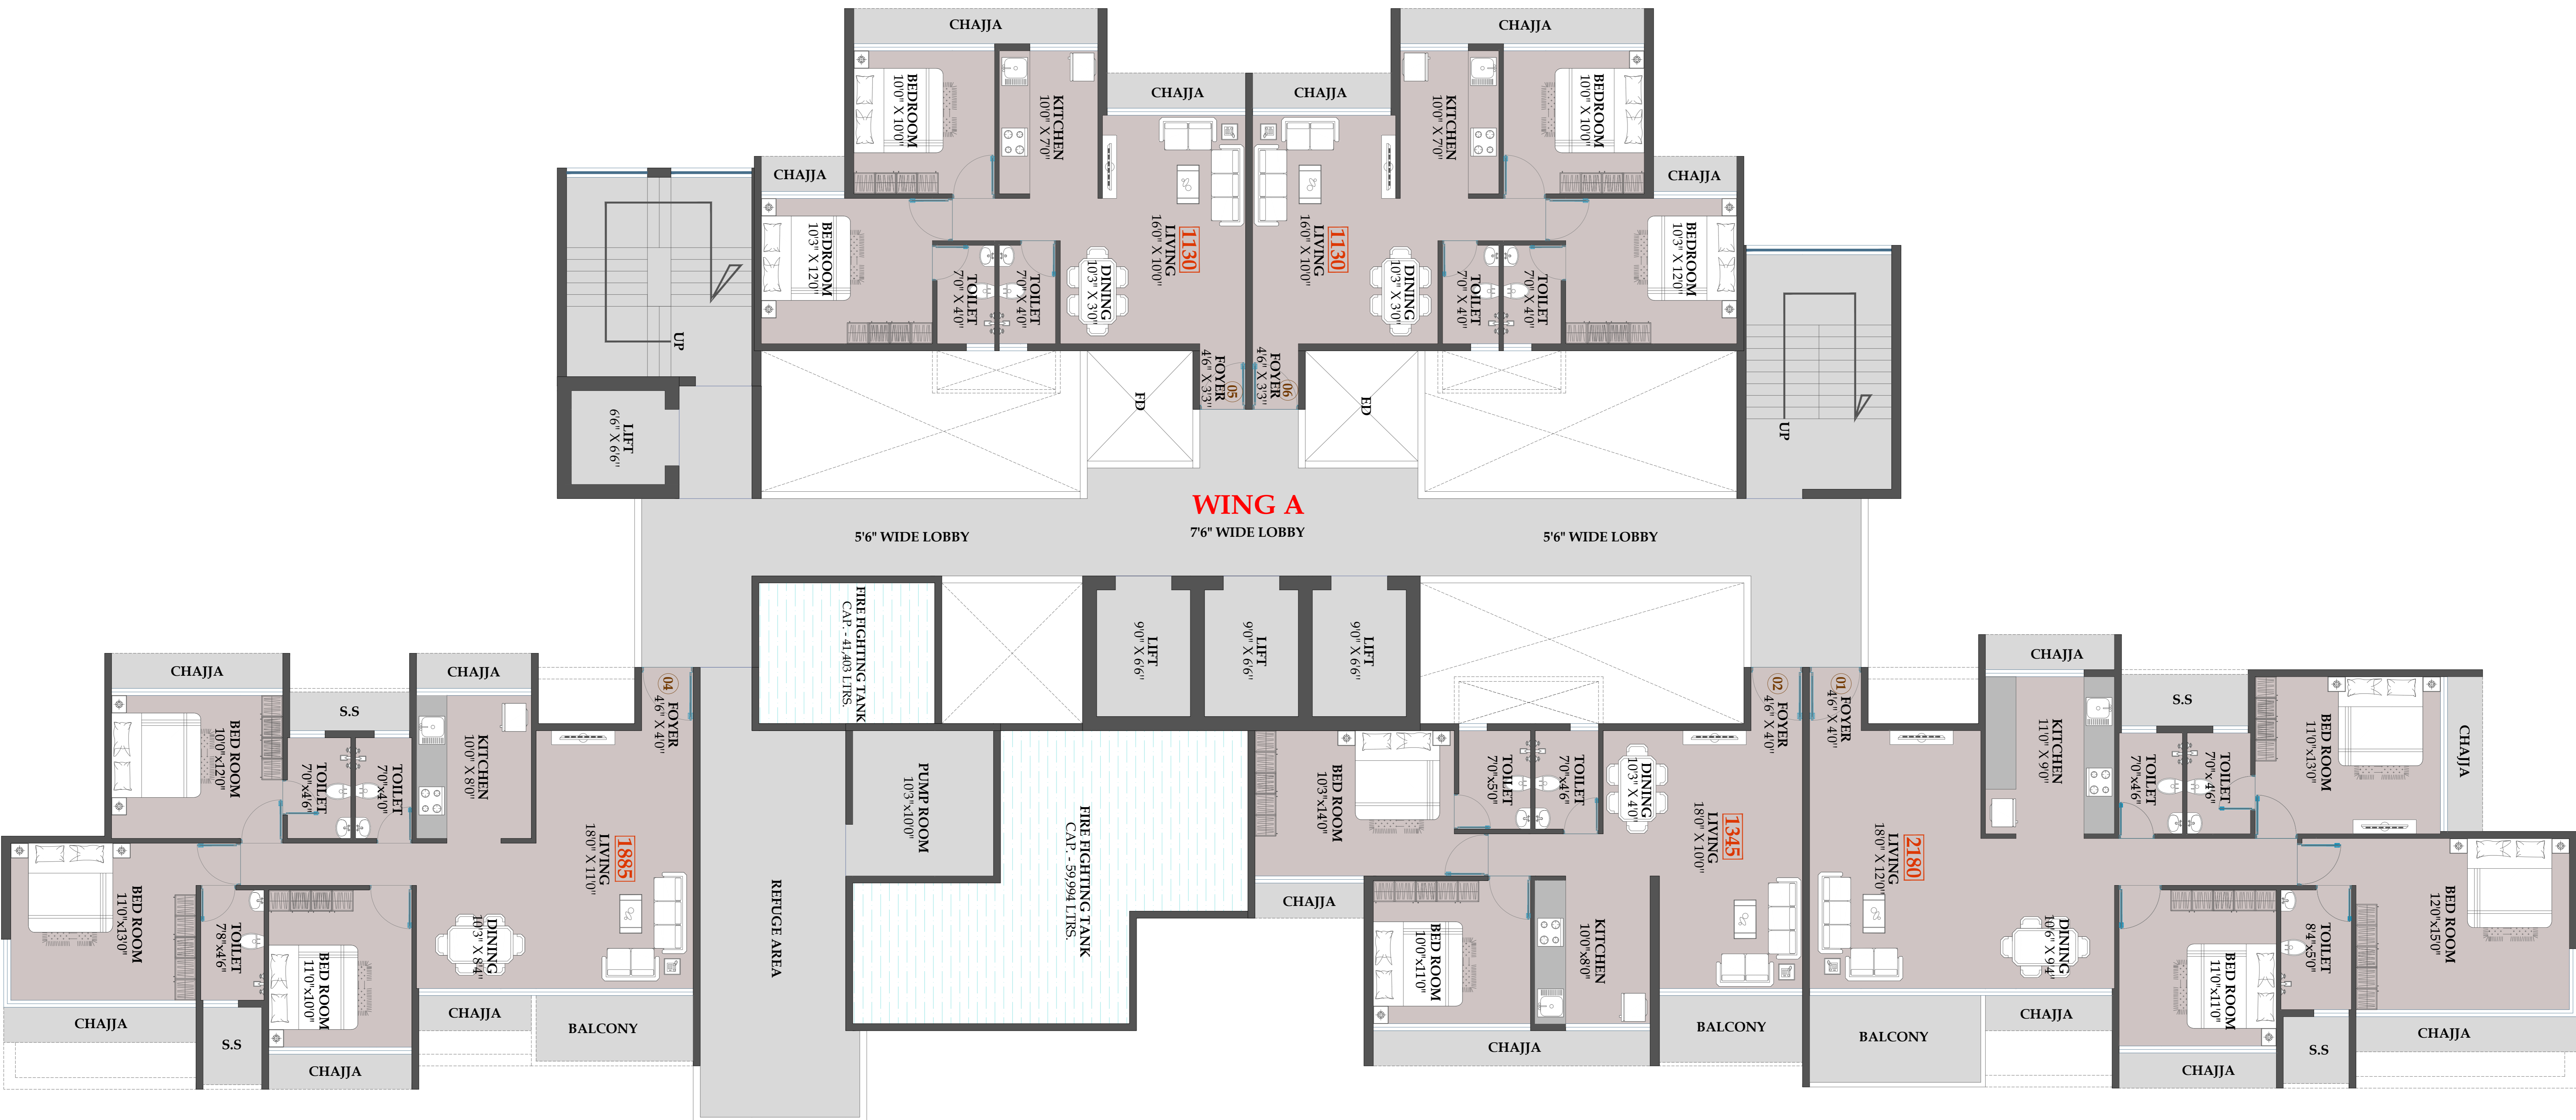 CHAJJA
CHAJJA
CHAJJA
CHAJJA
BEDROOM
10'0" X 10'0"
KITCHEN
10'0" X 7'0"
KITCHEN
10'0" X 7'0"
BEDROOM
10'0" X 10'0"
CHAJJA
CHAJJA
BEDROOM
10'3" X 12'0"
TOILET
7'0" X 4'0"
TOILET
7'0" X 4'0"
DINING
10'3" X 3'0"
1130
LIVING
16'0" X 10'0"
1130
LIVING
16'0" X 10'0"
DINING
10'3" X 3'0"
TOILET
7'0" X 4'0"
TOILET
7'0" X 4'0"
BEDROOM
10'3" X 12'0"
UP
UP
05
FOYER
4'6" X 3'3"
06
FOYER
4'6" X 3'3"
FD
ED
LIFT
6'6" X 6'6"
WING A
5'6" WIDE LOBBY
7'6" WIDE LOBBY
5'6" WIDE LOBBY
FIRE FIGHTING TANK
CAP. - 41,403 LTRS.
LIFT
9'0" X 6'6"
LIFT
9'0" X 6'6"
LIFT
9'0" X 6'6"
CHAJJA
S.S
CHAJJA
04
FOYER
4'6" X 4'0"
BED ROOM
10'0"x12'0"
TOILET
7'0"x4'6"
TOILET
7'0"x4'0"
KITCHEN
10'0" X 8'0"
1885
LIVING
18'0" X 11'0"
BED ROOM
11'0"x13'0"
TOILET
7'8"x4'6"
BED ROOM
11'0"x10'0"
DINING
10'3" X 8'4"
CHAJJA
S.S
CHAJJA
CHAJJA
BALCONY
REFUGE AREA
PUMP ROOM
10'3"x10'0"
FIRE FIGHTING TANK
CAP. - 59,994 LTRS.
02
FOYER
4'6" X 4'0"
BED ROOM
10'3"x14'0"
TOILET
7'0"x5'0"
TOILET
7'0"x4'6"
DINING
10'3" X 4'0"
1345
LIVING
18'0" X 10'0"
CHAJJA
BED ROOM
10'0"x11'0"
KITCHEN
10'0"x8'0"
CHAJJA
BALCONY
01
FOYER
4'6" X 4'0"
CHAJJA
S.S
CHAJJA
KITCHEN
11'0" X 9'0"
TOILET
7'0"x4'6"
TOILET
7'0"x4'6"
BED ROOM
11'0"x13'0"
2180
LIVING
18'0" X 12'0"
DINING
10'6" X 9'4"
BED ROOM
11'0"x11'0"
TOILET
8'4"x5'0"
BED ROOM
12'0"x15'0"
BALCONY
CHAJJA
CHAJJA
S.S
CHAJJA